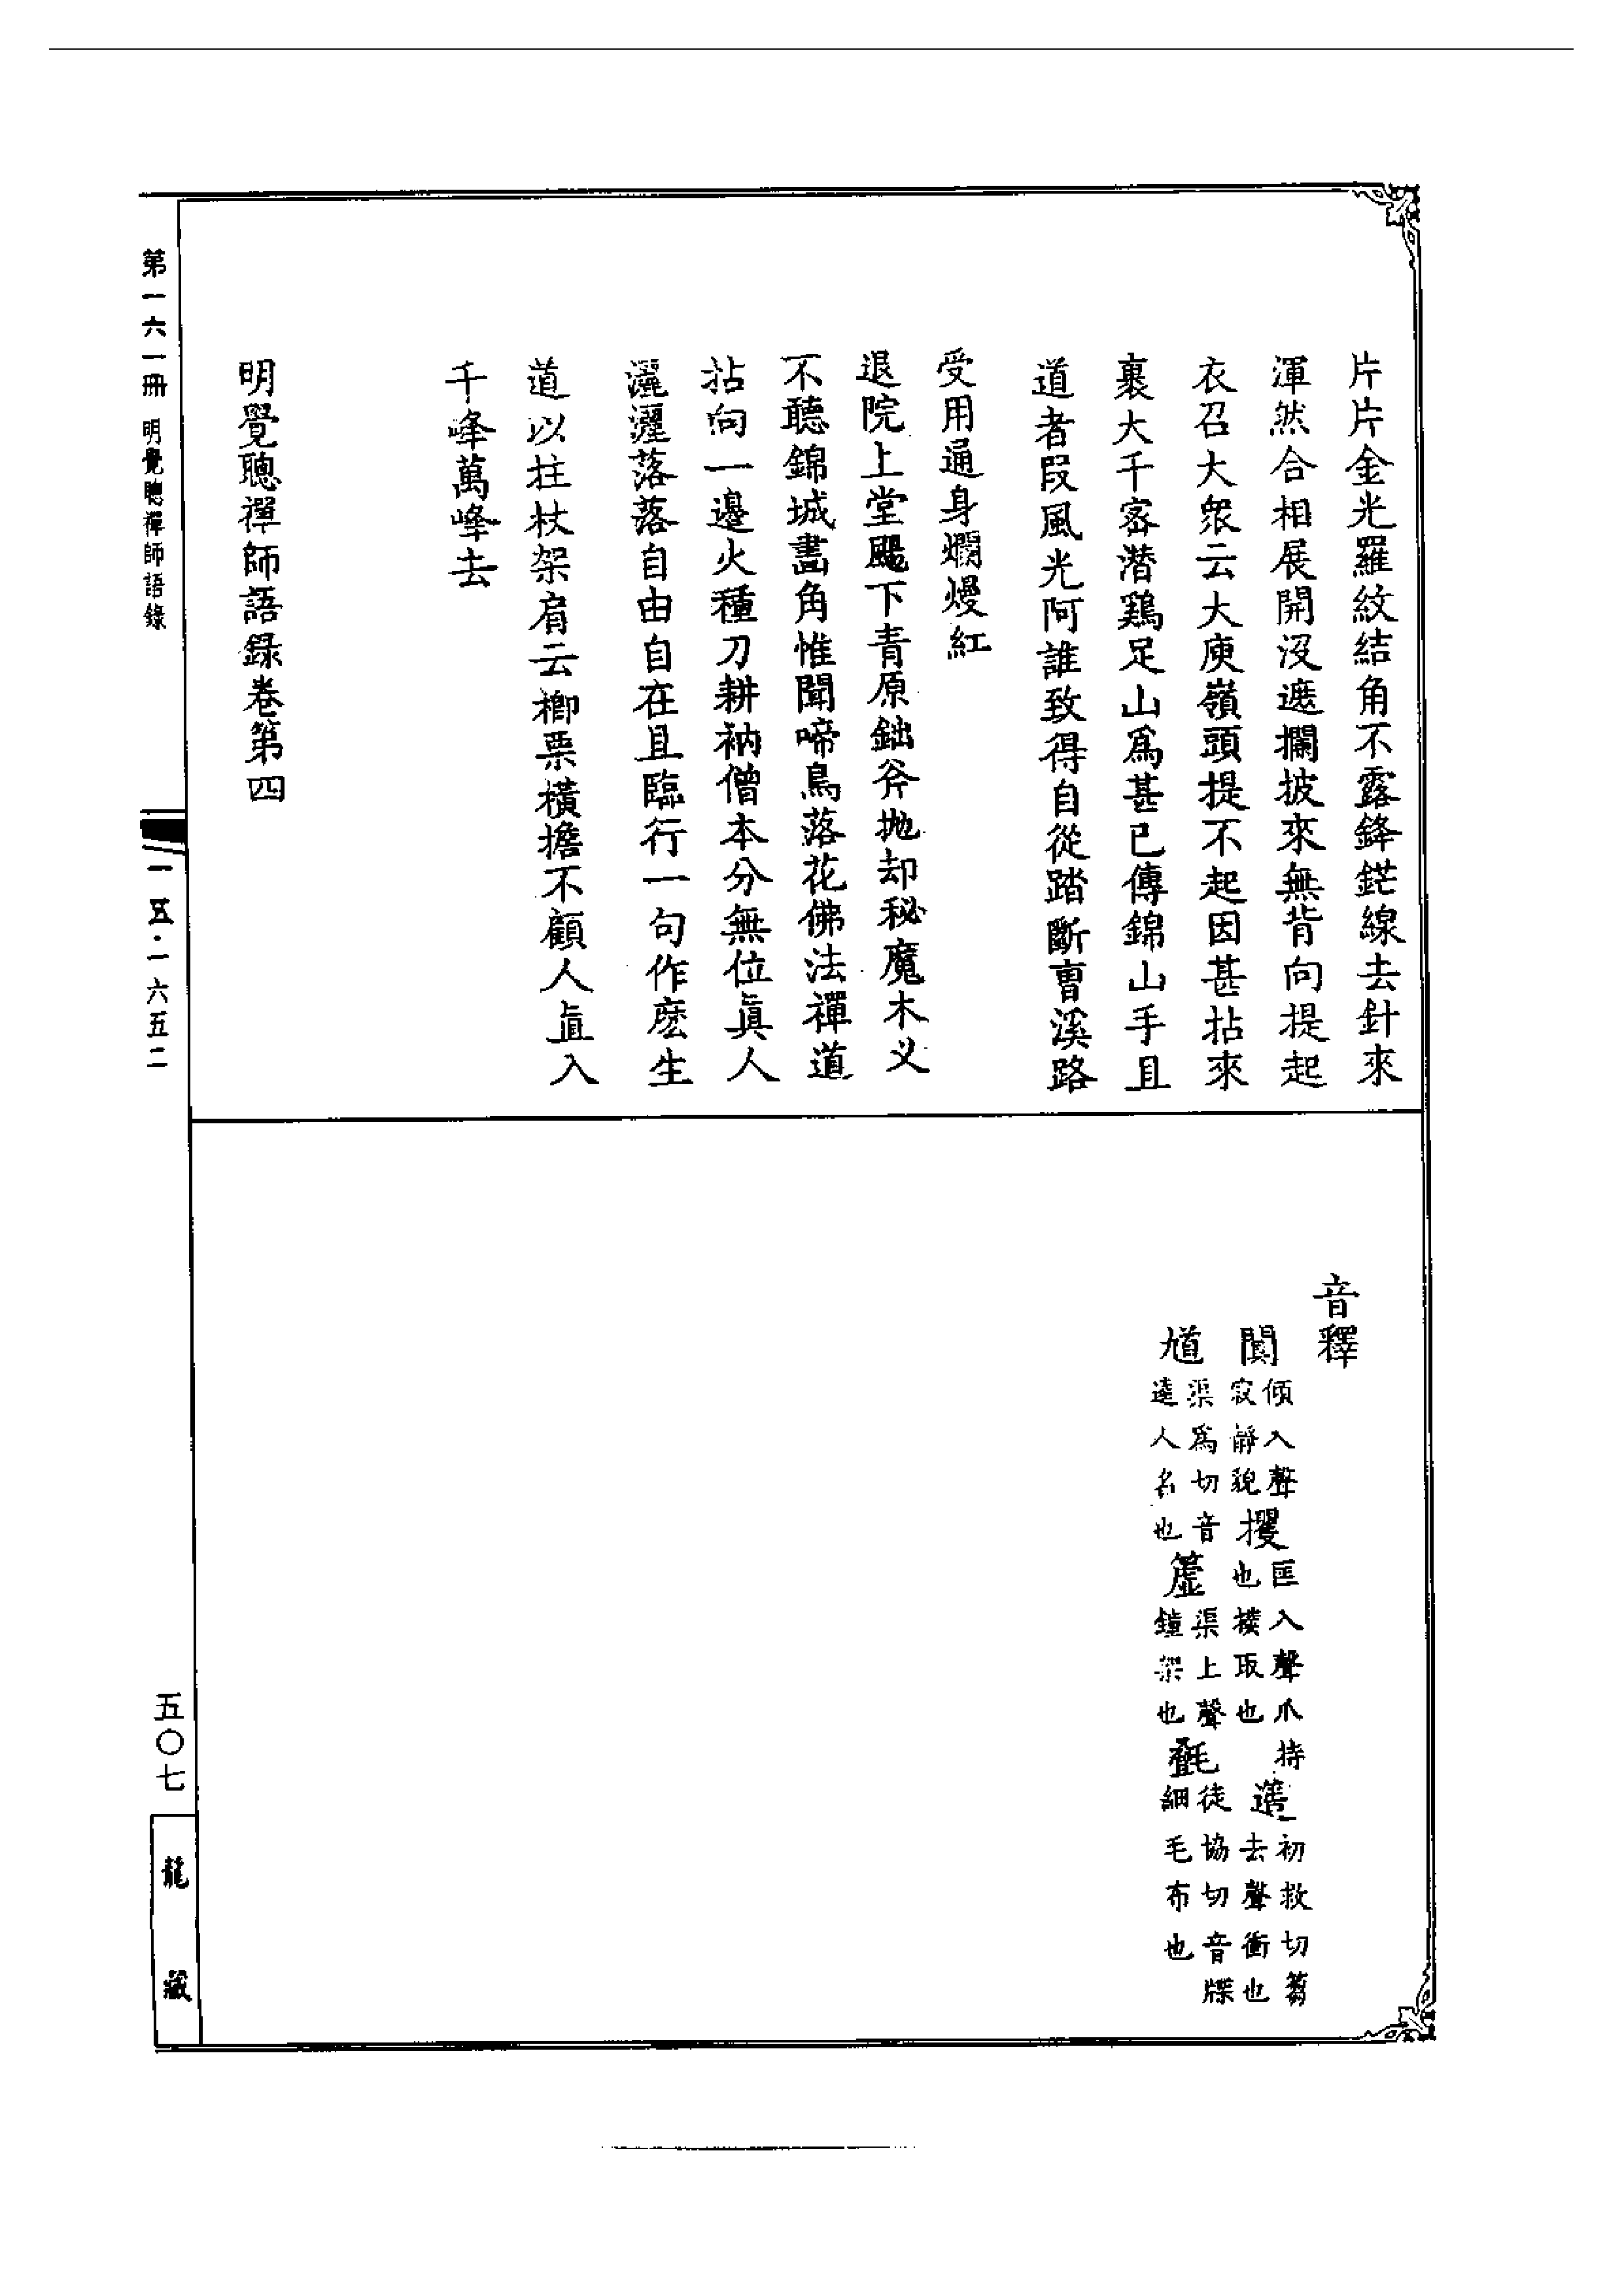 片片金光羅紋結角不露鋒鋩線去針來
渾然合相展開沒遮攔披來無背向提起
衣召大衆云大庾嶺頭提不起因甚拈來
裹大千密潛鷄足山爲甚已傳錦山手且
道者段風光阿誰致得自從踏斷曹溪路
受用通身爛熳紅
退院上堂颺下青原鈯斧拋却秘魔木义
不聽錦城畫角惟聞啼鳥落花佛法禪道
拈向一邊火種刀耕衲僧本分無位眞人
灑灑落落自由自在且臨行一句作麽生
道以拄杖架肩云楖栗橫擔不顧人直入
千峰萬峰去
明覺聰禪師語録卷第四
音釋
闃 傾入聲
寂靜貌
攫 匡入聲爪持
也撲取也
簉 初救切篘
去聲衝也
馗 渠爲切音
逵人名也
簴 渠上聲
鐘架也
㲲 徒協切音牒
細毛布也
第一六一冊 明覺聰禪師語錄
一五·一六五二
五〇七
龍藏